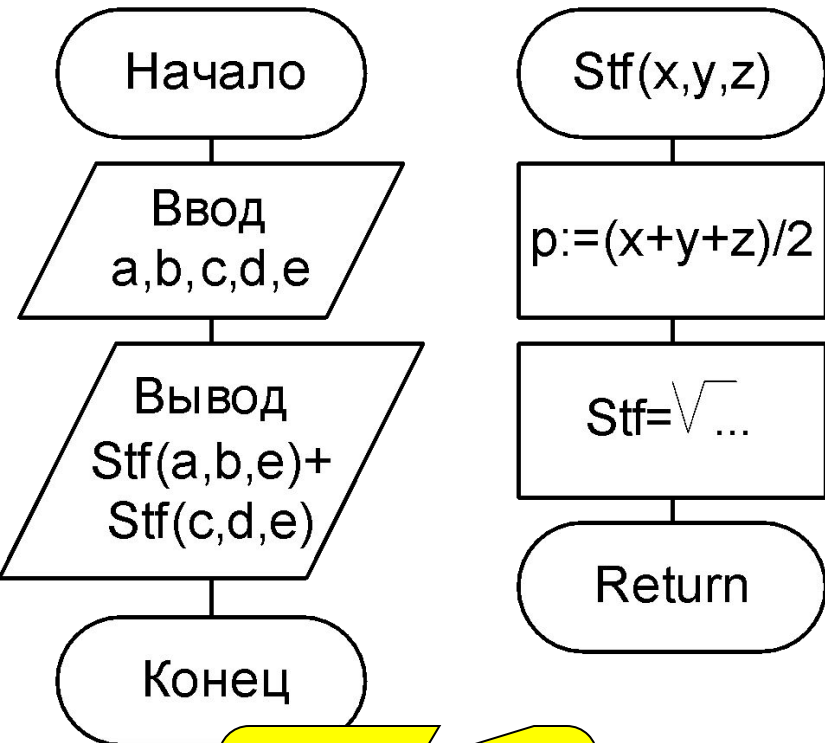 Начало
Ввод
a,b,c,d,e
Вывод
Stf(a,b,e)+
Stf(c,d,e)
Конец
Stf(x,y,z)
p:=(x+y+z)/2
Stf=√...
Return